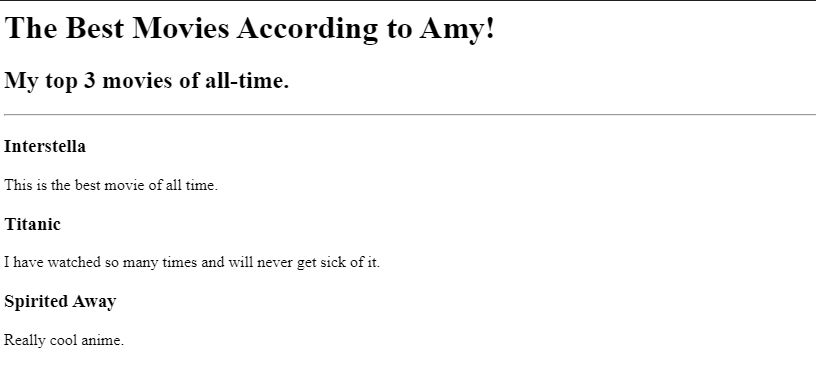 The Best Movies According to Amy!
My top 3 movies of all-time.
Interstella
This is the best movie of all time.
Titanic
I have watched so many times and will never get sick of it.
Spirited Away
Really cool anime.